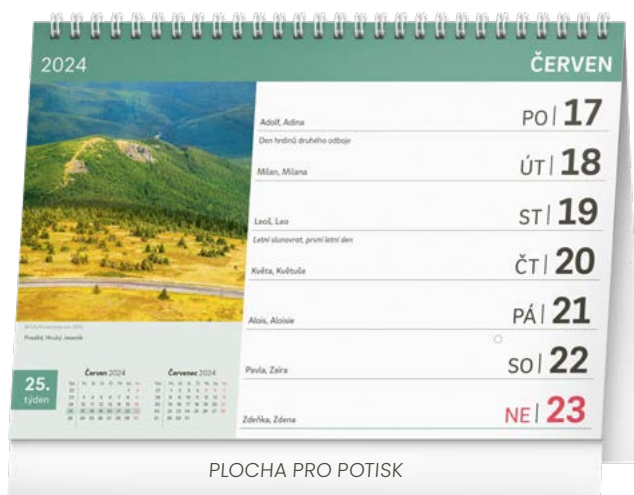 2024
ČERVEN
Adolf, Adina
PO 17
Den hrdinů druhého odboje
Milan, Milana
ÚT 18
Leoš, Leo
ST 19
Letní slunovrat, první letní den
Květa, Květuše
ČT 20
Alois, Aloisie
PÁ 21
Pavla, Zaira
SO 22
Zdeňka, Zdena
NE 23
Praděd, Hrubý Jeseník
25.
týden
Červen 2024
Červenec 2024
PLOCHA PRO POTISK